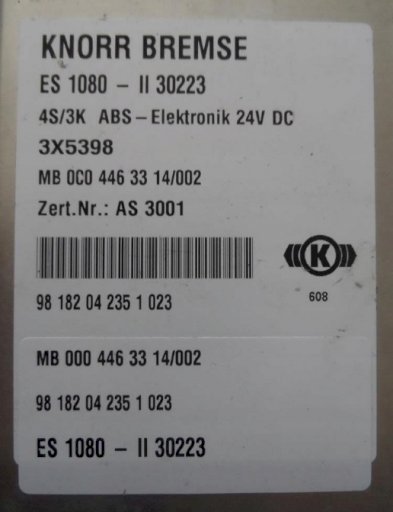 KNORR BREMSE
ES 1080 – II 30223
4S/3K ABS – Elektronik 24V DC
3X5398
MB 0C0 446 33 14/002
Zert.Nr.: AS 3001
K
98 182 04 235 1 023
608
MB 000 446 33 14/002
98 182 04 235 1 023
ES 1080 – II 30223